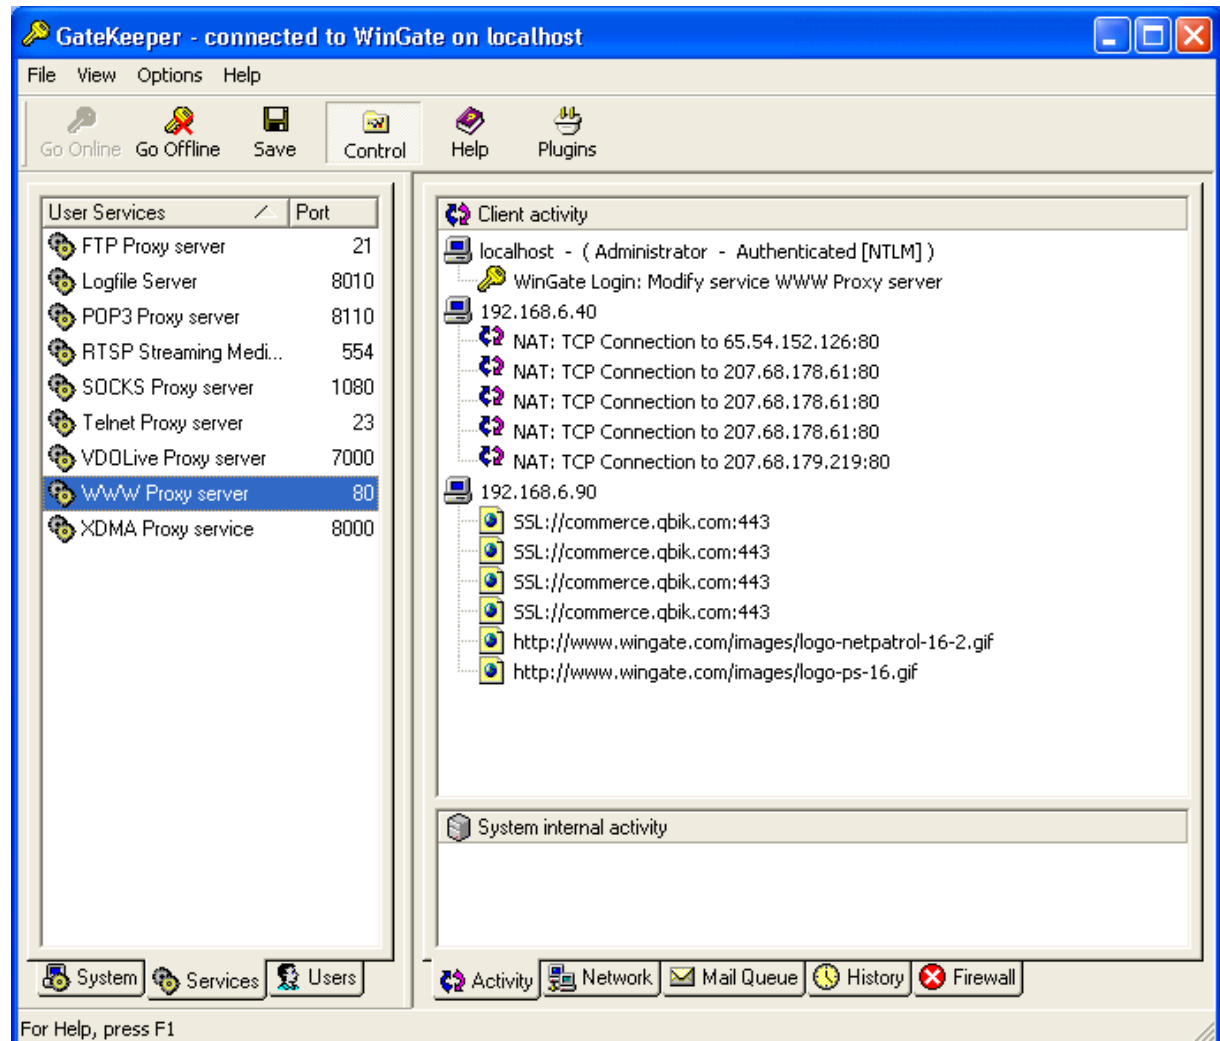 GateKeeper - connected to WinGate on localhost
File View Options Help
Go Online Go Offline Save Control Help Plugins
User Services Port
FTP Proxy server 21
Logfile Server 8010
POP3 Proxy server 8110
RTSP Streaming Medi... 554
SOCKS Proxy server 1080
Telnet Proxy server 23
VDOLive Proxy server 7000
WWW Proxy server 80
XDMA Proxy service 8000
System Services Users
Client activity
localhost - ( Administrator - Authenticated [NTLM] )
WinGate Login: Modify service WWW Proxy server
192.168.6.40
NAT: TCP Connection to 65.54.152.126:80
NAT: TCP Connection to 207.68.178.61:80
NAT: TCP Connection to 207.68.178.61:80
NAT: TCP Connection to 207.68.178.61:80
NAT: TCP Connection to 207.68.179.219:80
192.168.6.90
SSL://commerce.qbik.com:443
SSL://commerce.qbik.com:443
SSL://commerce.qbik.com:443
SSL://commerce.qbik.com:443
http://www.wingate.com/images/logo-netpatrol-16-2.gif
http://www.wingate.com/images/logo-ps-16.gif
System internal activity
Activity Network Mail Queue History Firewall
For Help, press F1